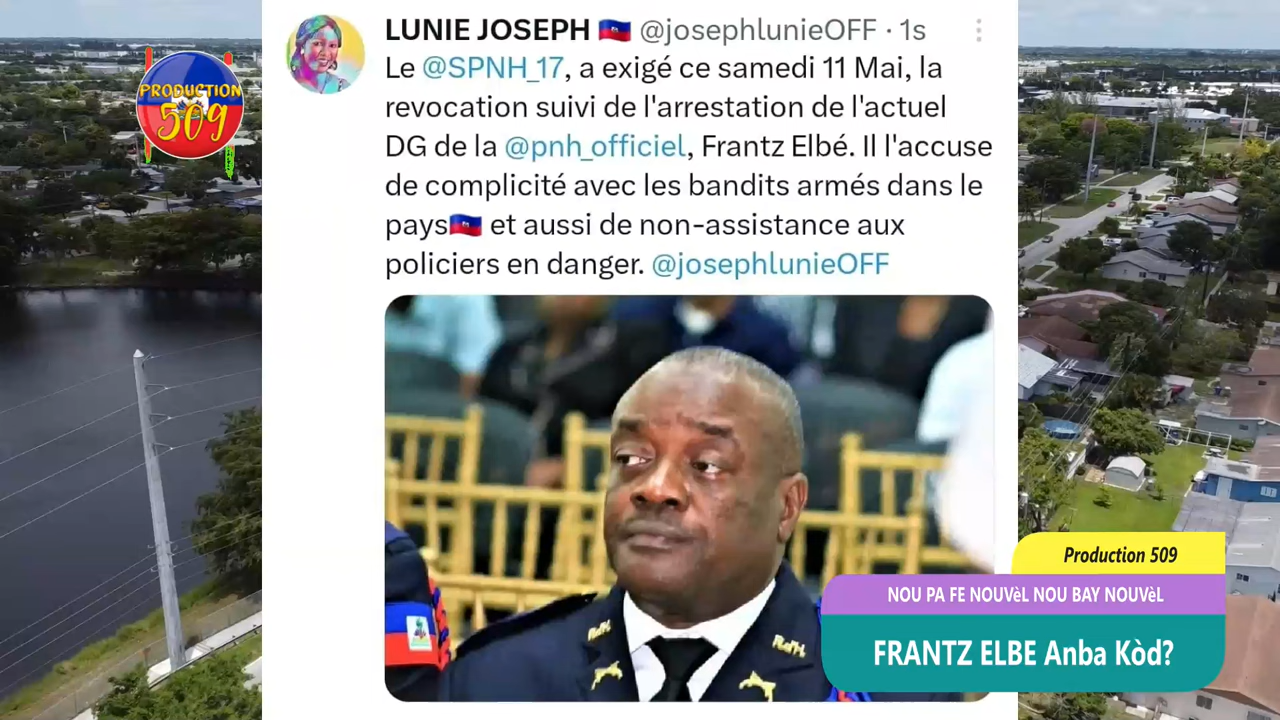 PRODUCTION
509
LUNIE JOSEPH 🇭🇹 @josephlunieOFF · 1s
Le @SPNH_17, a exigé ce samedi 11 Mai, la
revocation suivi de l'arrestation de l'actuel
DG de la @pnh_officiel, Frantz Elbé. Il l'accuse
de complicité avec les bandits armés dans le
pays🇭🇹 et aussi de non-assistance aux
policiers en danger. @josephlunieOFF
Production 509
NOU PA FE NOUVèL NOU BAY NOUVèL
FRANTZ ELBE Anba Kòd?